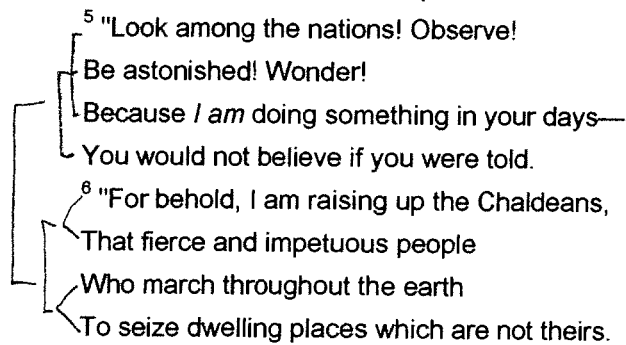 5 "Look among the nations! Observe!
Be astonished! Wonder!
Because I am doing something in your days—
You would not believe if you were told.
6 "For behold, I am raising up the Chaldeans,
That fierce and impetuous people
Who march throughout the earth
To seize dwelling places which are not theirs.